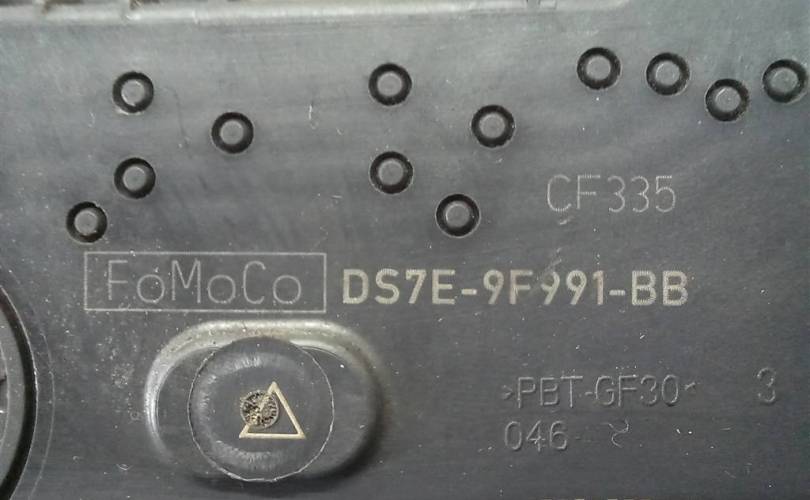 CF335
FoMoCo DS7E-9F991-BB
>PBT-GF30< 3
046